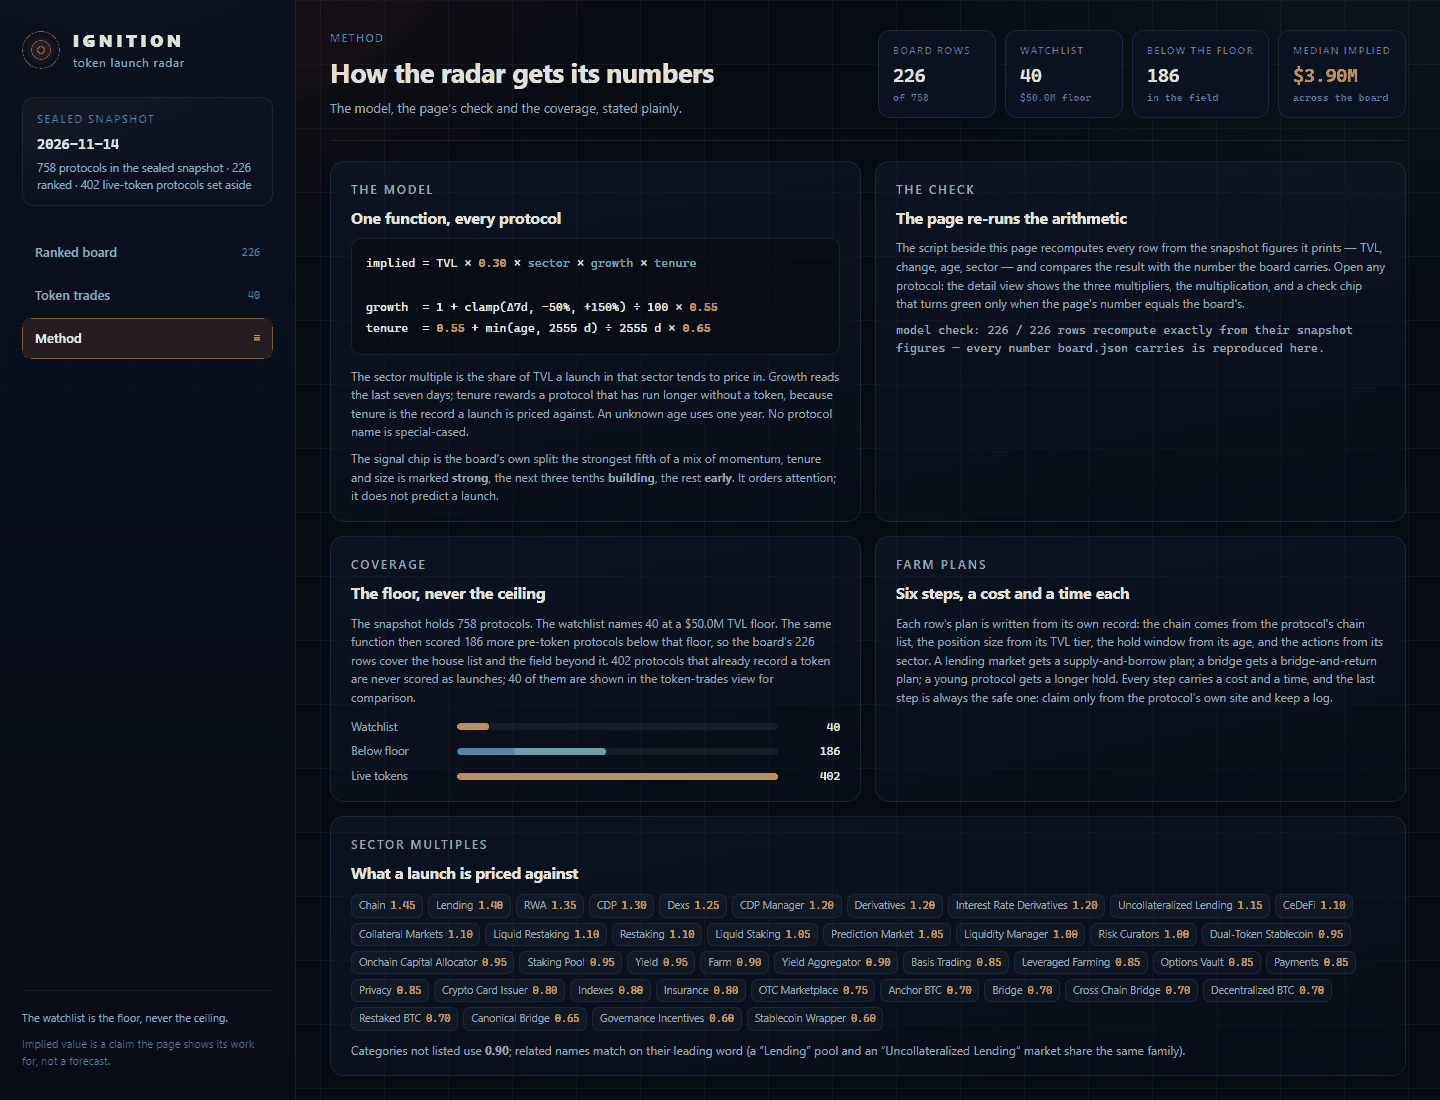 IGNITION
token launch radar
SEALED SNAPSHOT
2026-11-14
758 protocols in the sealed snapshot · 226
ranked · 402 live-token protocols set aside
Ranked board 226
Token trades 40
Method ≡
The watchlist is the floor, never the ceiling.
Implied value is a claim the page shows its work
for, not a forecast.
METHOD
How the radar gets its numbers
The model, the page's check and the coverage, stated plainly.
BOARD ROWS
226
of 758
WATCHLIST
40
$50.0M floor
BELOW THE FLOOR
186
in the field
MEDIAN IMPLIED
$3.90M
across the board
THE MODEL
One function, every protocol
implied = TVL × 0.30 × sector × growth × tenure
growth = 1 + clamp(Δ7d, −50%, +150%) ÷ 100 × 0.55
tenure = 0.55 + min(age, 2555 d) ÷ 2555 d × 0.65
The sector multiple is the share of TVL a launch in that sector tends to price in. Growth reads
the last seven days; tenure rewards a protocol that has run longer without a token, because
tenure is the record a launch is priced against. An unknown age uses one year. No protocol
name is special-cased.
The signal chip is the board's own split: the strongest fifth of a mix of momentum, tenure
and size is marked strong, the next three tenths building, the rest early. It orders attention;
it does not predict a launch.
THE CHECK
The page re-runs the arithmetic
The script beside this page recomputes every row from the snapshot figures it prints — TVL,
change, age, sector — and compares the result with the number the board carries. Open any
protocol: the detail view shows the three multipliers, the multiplication, and a check chip
that turns green only when the page's number equals the board's.
model check: 226 / 226 rows recompute exactly from their snapshot
figures — every number board.json carries is reproduced here.
COVERAGE
The floor, never the ceiling
The snapshot holds 758 protocols. The watchlist names 40 at a $50.0M TVL floor. The same
function then scored 186 more pre-token protocols below that floor, so the board's 226
rows cover the house list and the field beyond it. 402 protocols that already record a token
are never scored as launches; 40 of them are shown in the token-trades view for
comparison.
Watchlist 40
Below floor 186
Live tokens 402
FARM PLANS
Six steps, a cost and a time each
Each row's plan is written from its own record: the chain comes from the protocol's chain
list, the position size from its TVL tier, the hold window from its age, and the actions from its
sector. A lending market gets a supply-and-borrow plan; a bridge gets a bridge-and-return
plan; a young protocol gets a longer hold. Every step carries a cost and a time, and the last
step is always the safe one: claim only from the protocol's own site and keep a log.
SECTOR MULTIPLES
What a launch is priced against
Chain 1.45 Lending 1.40 RWA 1.35 CDP 1.30 Dexs 1.25 CDP Manager 1.20 Derivatives 1.20 Interest Rate Derivatives 1.20 Uncollateralized Lending 1.15 CeDeFi 1.10
Collateral Markets 1.10 Liquid Restaking 1.10 Restaking 1.10 Liquid Staking 1.05 Prediction Market 1.05 Liquidity Manager 1.00 Risk Curators 1.00 Dual-Token Stablecoin 0.95
Onchain Capital Allocator 0.95 Staking Pool 0.95 Yield 0.95 Farm 0.90 Yield Aggregator 0.90 Basis Trading 0.85 Leveraged Farming 0.85 Options Vault 0.85 Payments 0.85
Privacy 0.85 Crypto Card Issuer 0.80 Indexes 0.80 Insurance 0.80 OTC Marketplace 0.75 Anchor BTC 0.70 Bridge 0.70 Cross Chain Bridge 0.70 Decentralized BTC 0.70
Restaked BTC 0.70 Canonical Bridge 0.65 Governance Incentives 0.60 Stablecoin Wrapper 0.60
Categories not listed use 0.90; related names match on their leading word (a “Lending” pool and an “Uncollateralized Lending” market share the same family).